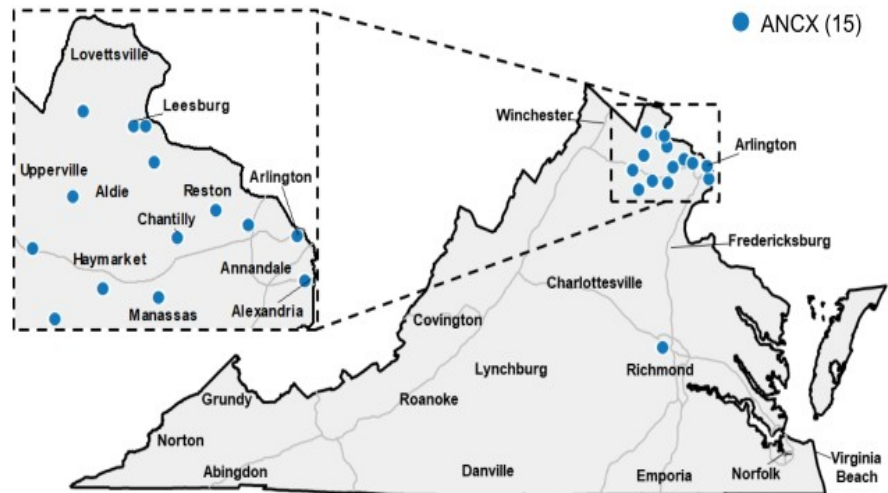 ANCX (15)
Lovettsville
Leesburg
Upperville
Aldie
Reston
Arlington
Chantilly
Haymarket
Annandale
Manassas
Alexandria
Winchester
Arlington
Fredericksburg
Charlottesville
Covington
Lynchburg
Richmond
Grundy
Roanoke
Norton
Abingdon
Danville
Emporia
Norfolk
Virginia
Beach